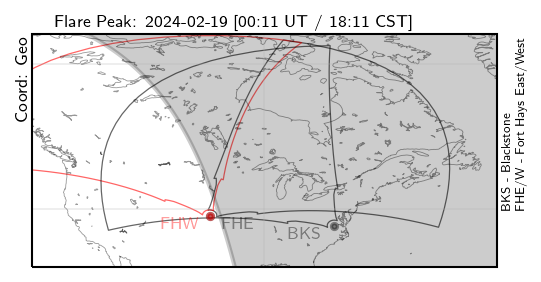 Flare Peak: 2024-02-19 [00:11 UT / 18:11 CST]
Coord: Geo
FHW
FHE
BKS
BKS - Blackstone
FHE/W - Fort Hays East/West